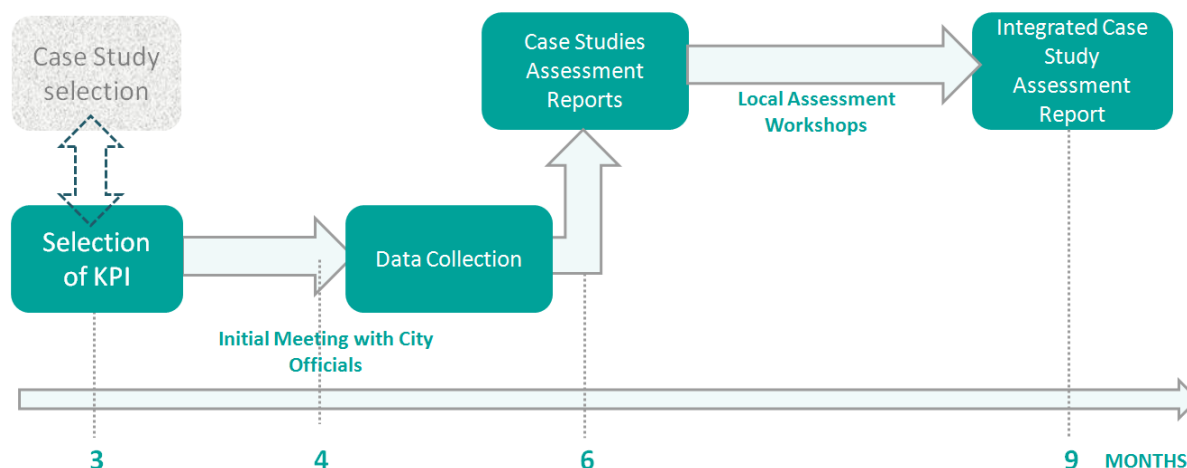 Case Study
selection
Case Studies
Assessment
Reports
Integrated Case
Study
Assessment
Report
Local Assessment
Workshops
Selection
of KPI
Data Collection
Initial Meeting with City
Officials
3
4
6
9
MONTHS